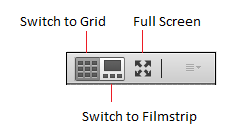 Switch to Grid
Full Screen
Switch to Filmstrip